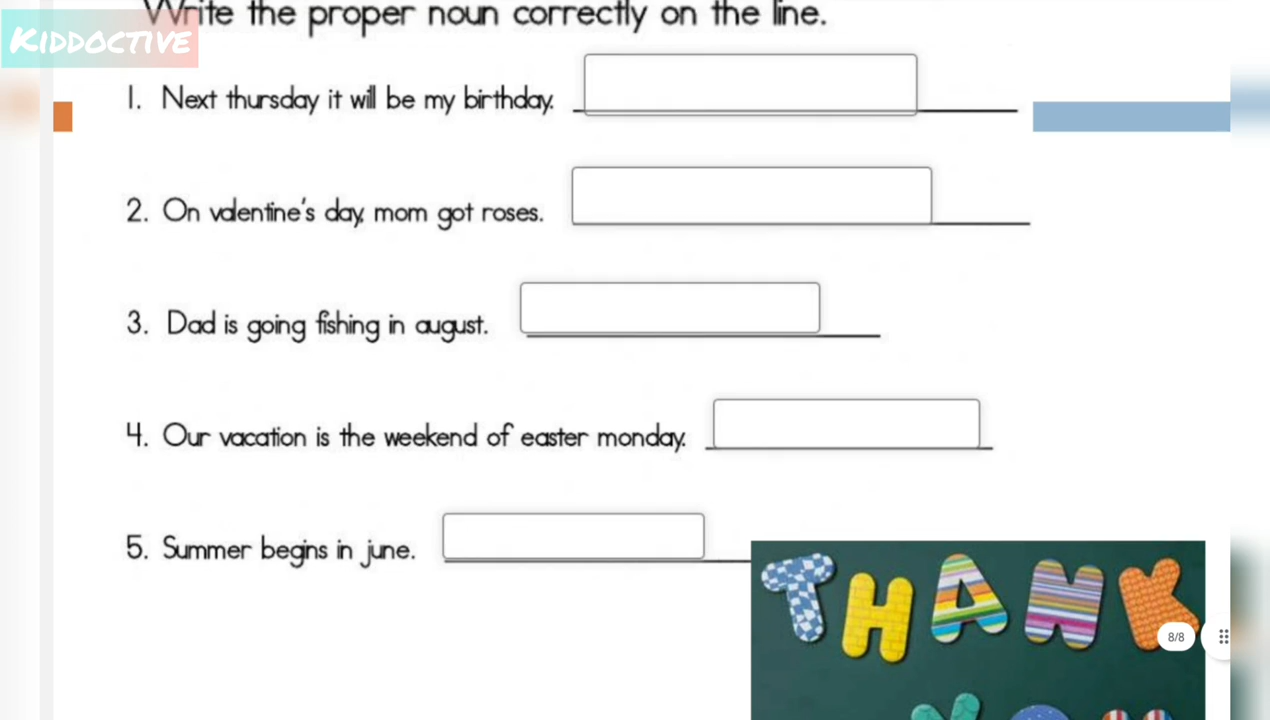 Write the proper noun correctly on the line.
KIDDOCTIVE
1. Next thursday it will be my birthday.
2. On valentine's day, mom got roses.
3. Dad is going fishing in august.
4. Our vacation is the weekend of easter monday.
5. Summer begins in june.
THANK
8/8